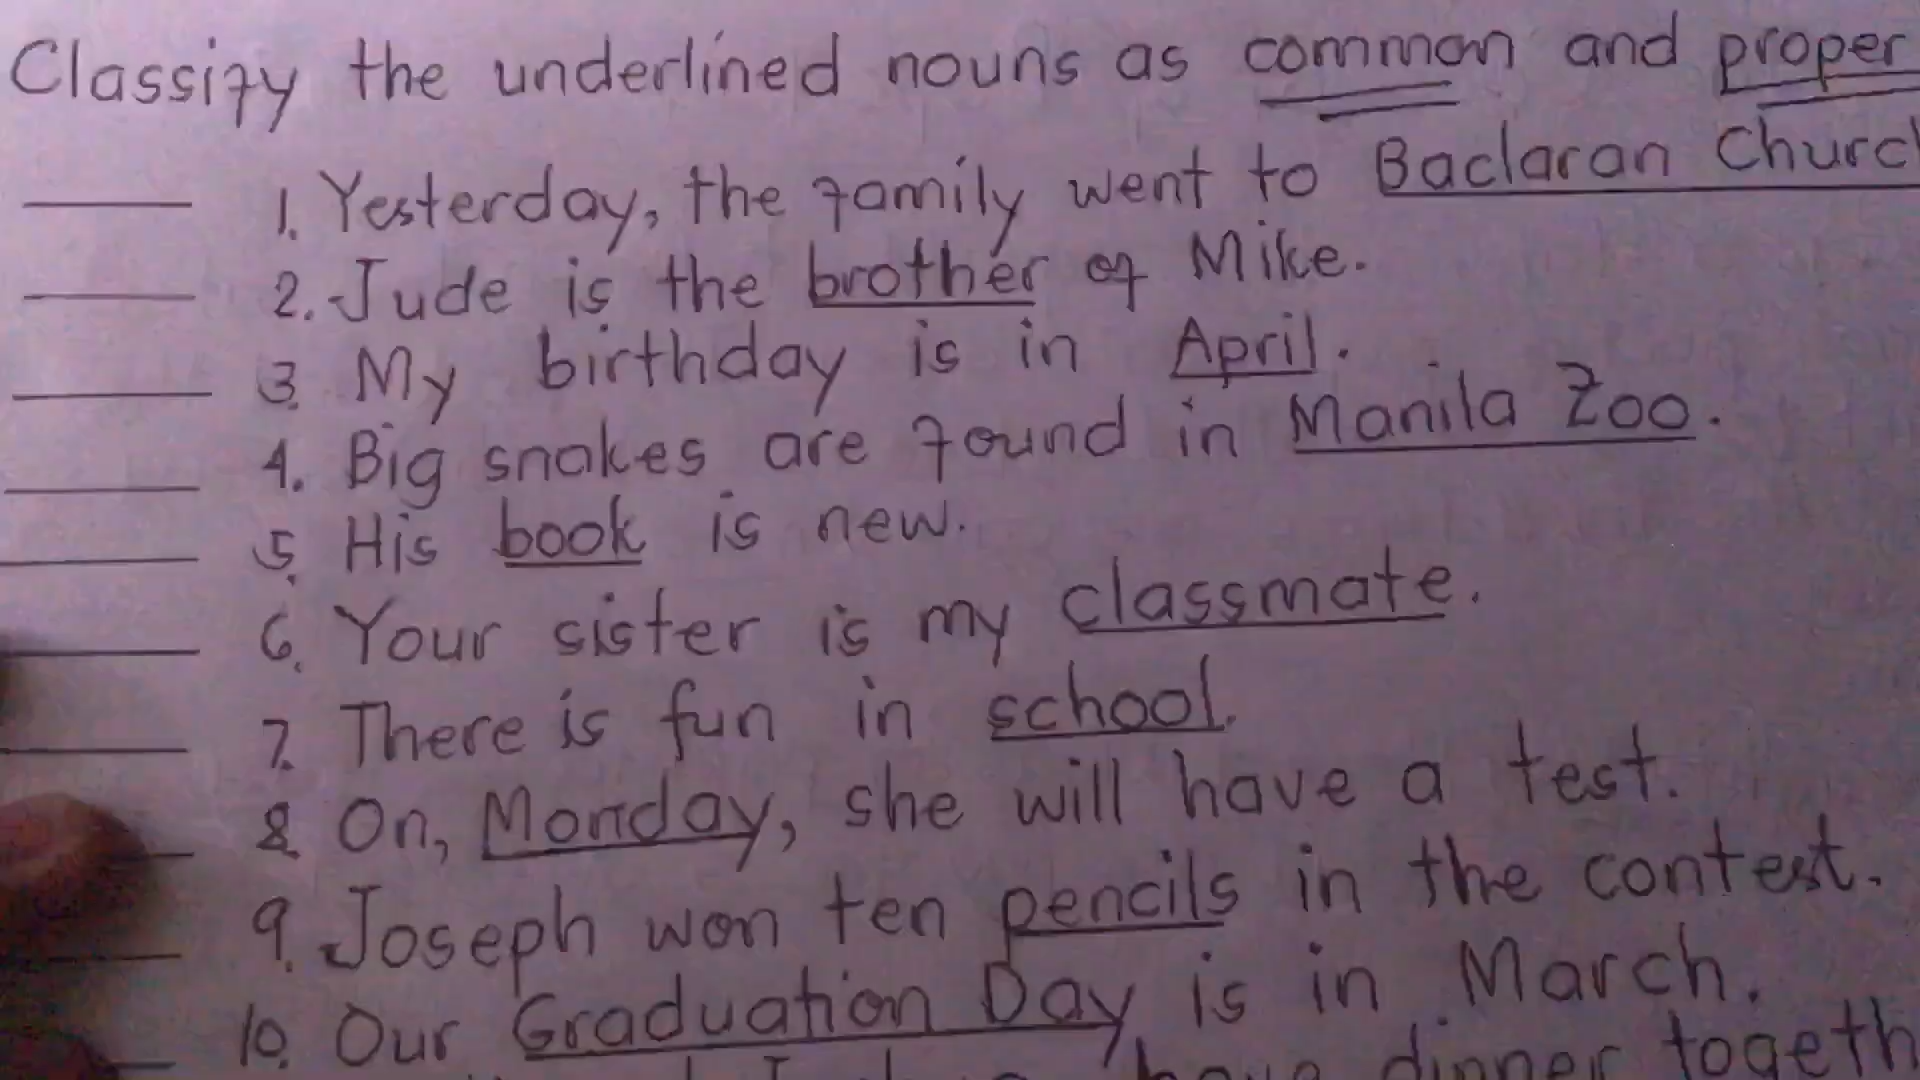 Classify the underlined nouns as common and proper
1. Yesterday, the family went to Baclaran Churc
2. Jude is the brother of Mike.
3. My birthday is in April.
4. Big snakes are found in Manila Zoo.
5. His book is new.
6. Your sister is my classmate.
7. There is fun in school.
8. On, Monday, she will have a test.
9. Joseph won ten pencils in the contest.
10. Our Graduation Day is in March.
have dinner togeth